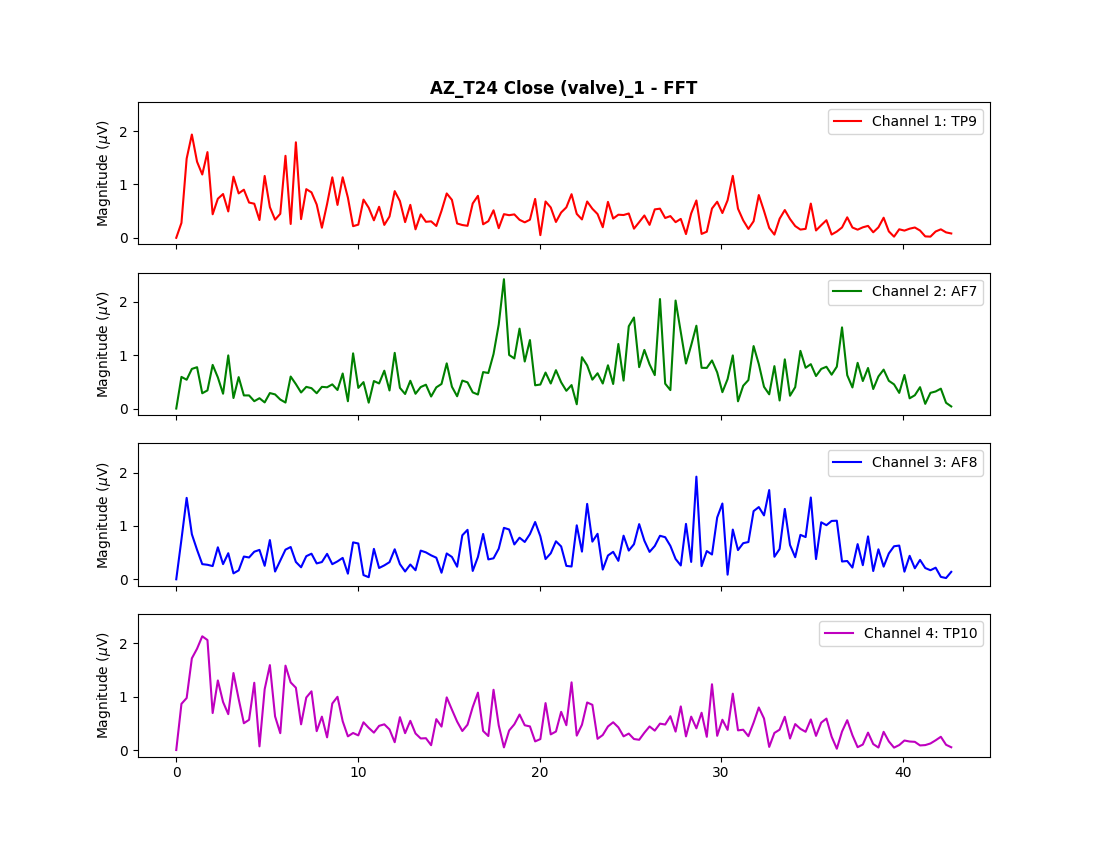 AZ_T24 Close (valve)_1 - FFT
Magnitude (μV)
2
1
0
Channel 1: TP9
Magnitude (μV)
2
1
0
Channel 2: AF7
Magnitude (μV)
2
1
0
Channel 3: AF8
Magnitude (μV)
2
1
0
Channel 4: TP10
0 10 20 30 40